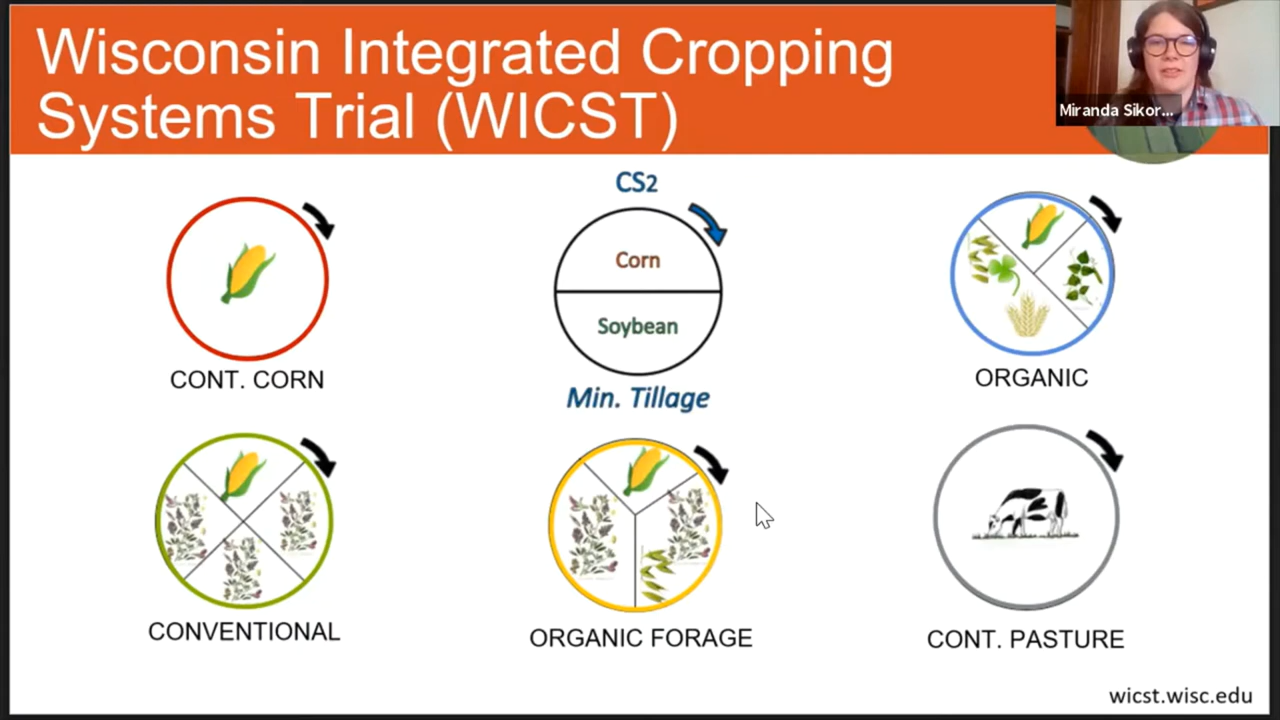 Wisconsin Integrated Cropping
Systems Trial (WICST)
Miranda Sikor...
CS2
Corn
Soybean
CONT. CORN
Min. Tillage
ORGANIC
CONVENTIONAL
ORGANIC FORAGE
CONT. PASTURE
wicst.wisc.edu